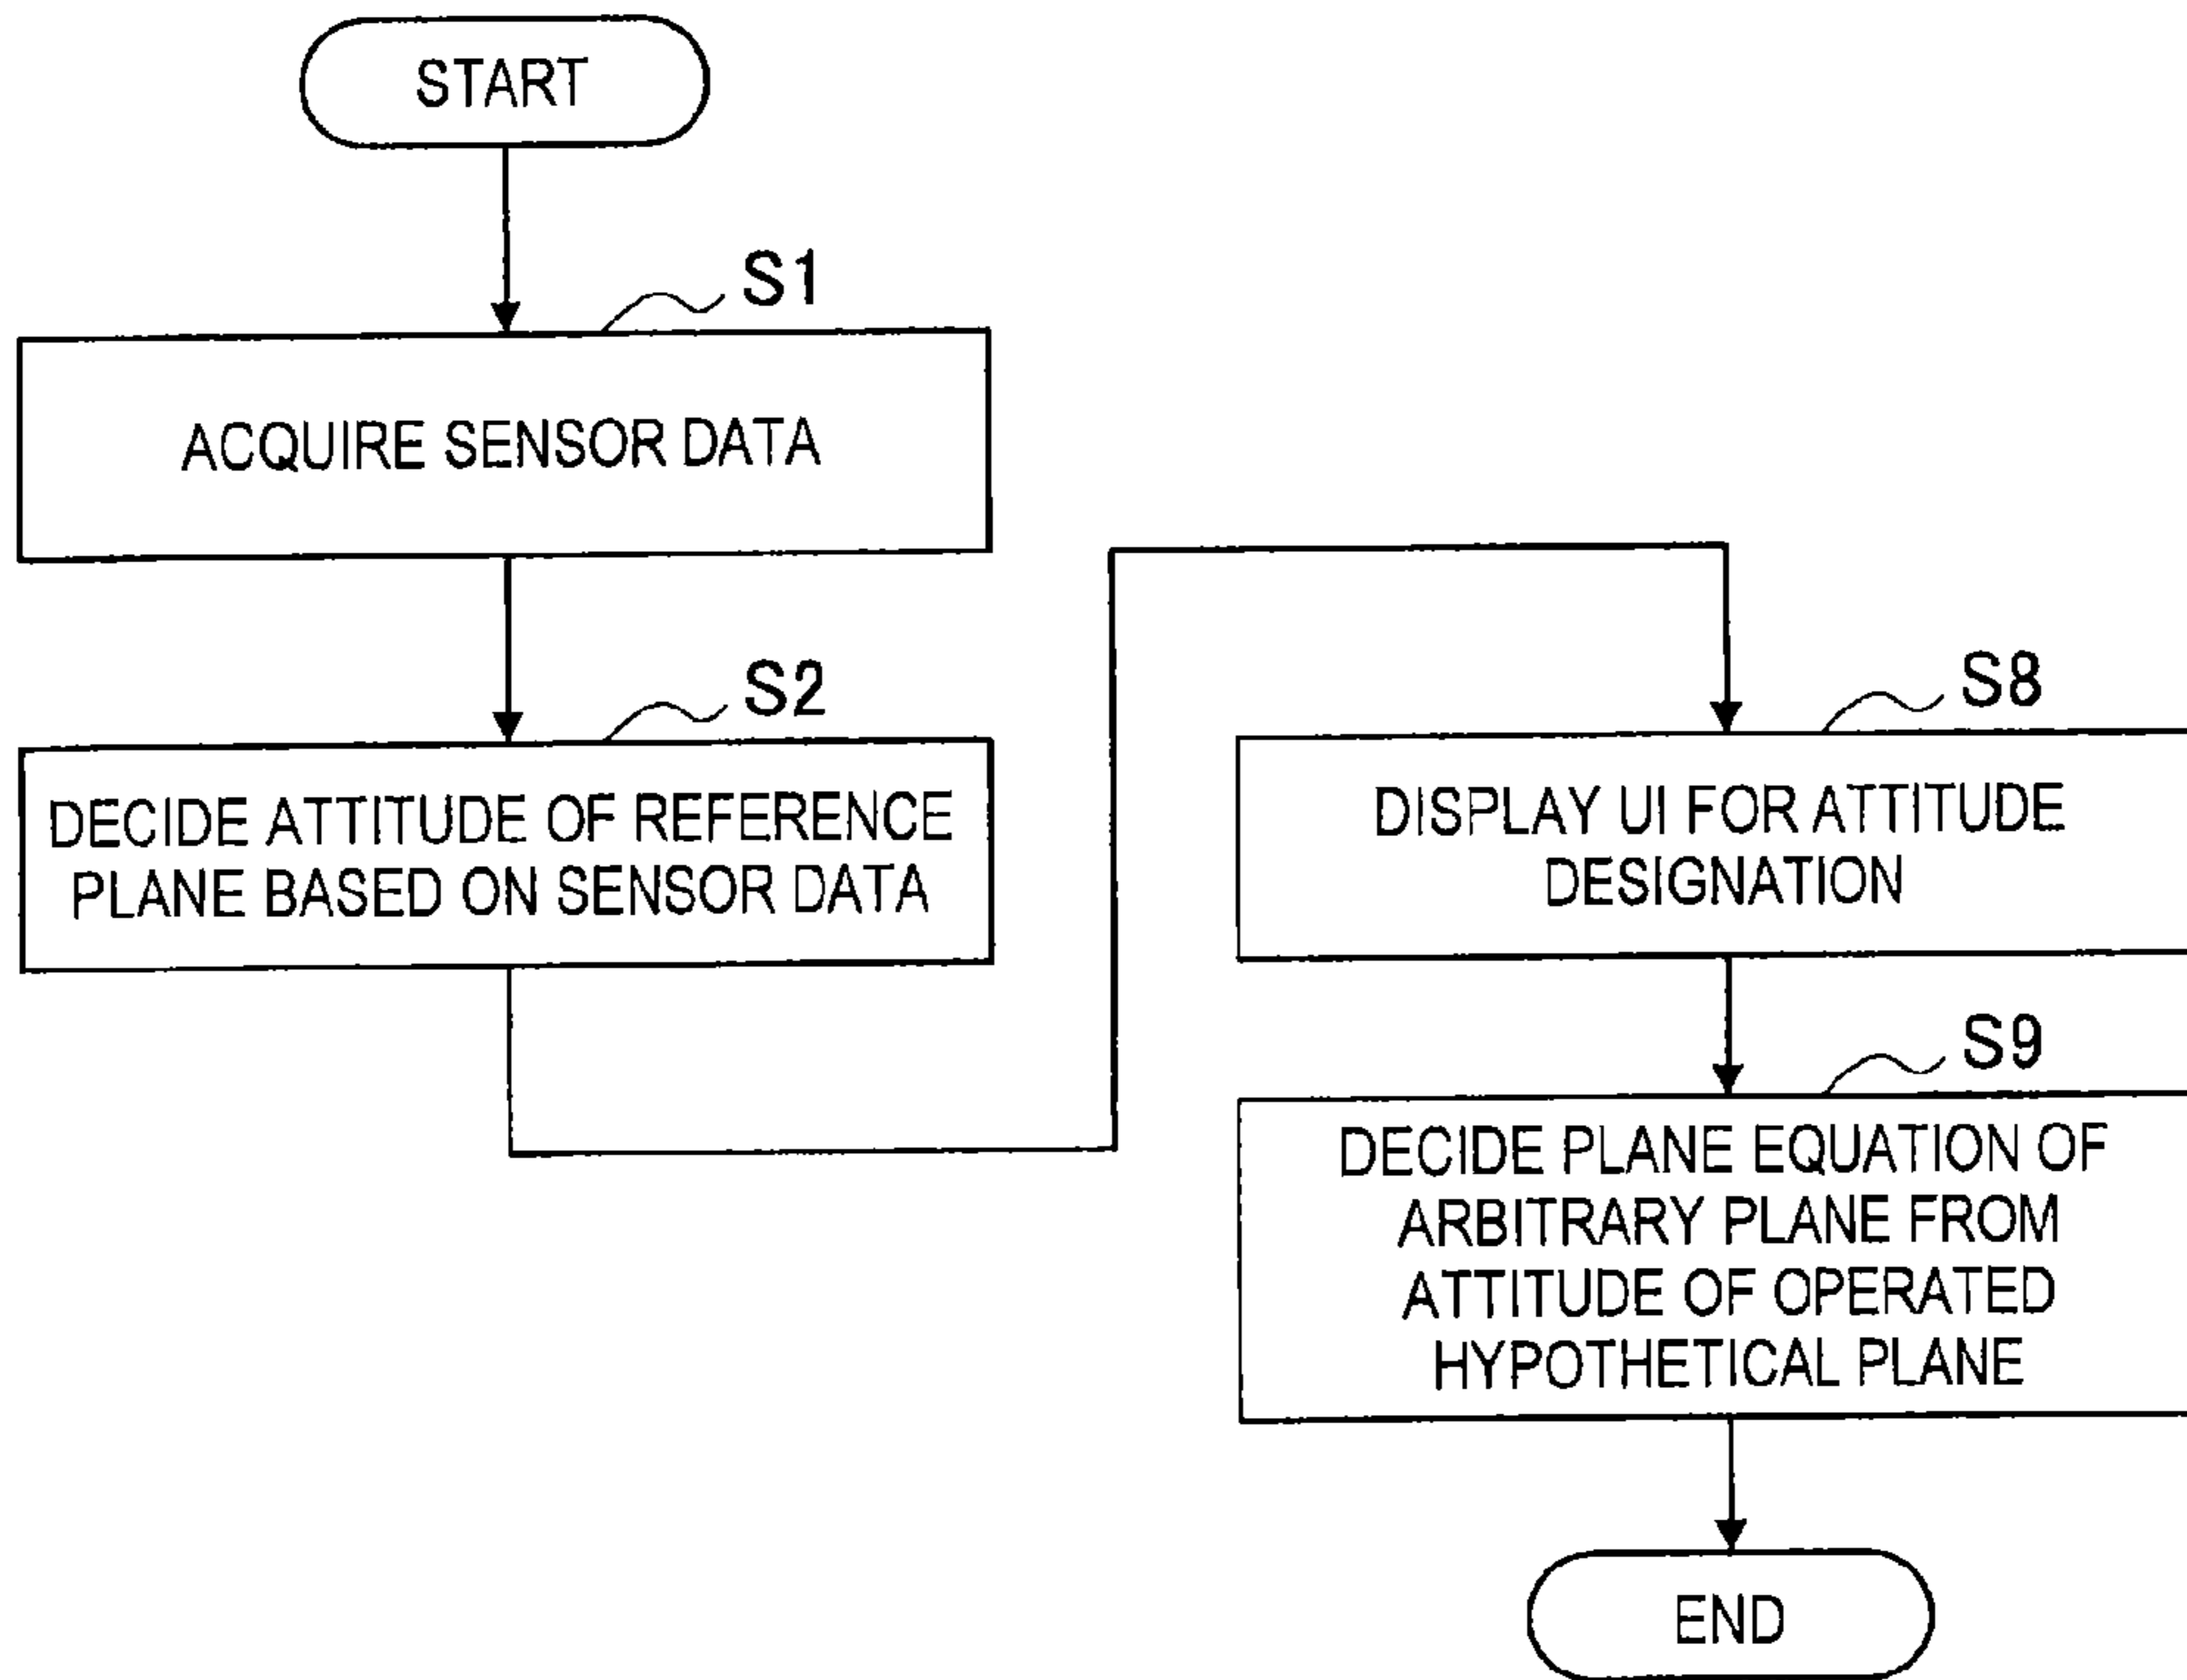 START
S1
ACQUIRE SENSOR DATA
S2
DECIDE ATTITUDE OF REFERENCE
PLANE BASED ON SENSOR DATA
S8
DISPLAY UI FOR ATTITUDE
DESIGNATION
S9
DECIDE PLANE EQUATION OF
ARBITRARY PLANE FROM
ATTITUDE OF OPERATED
HYPOTHETICAL PLANE
END